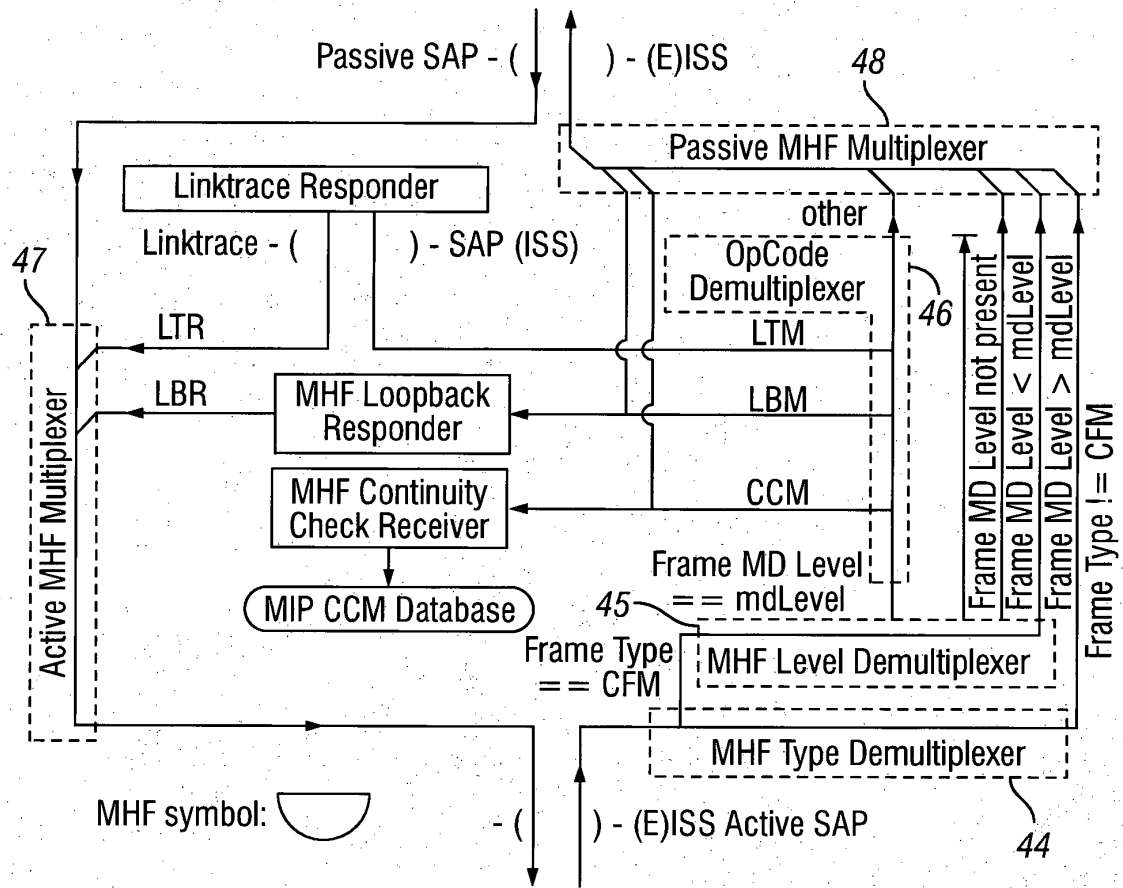 Passive SAP - (
) - (E)ISS
48
Passive MHF Multiplexer
Linktrace Responder
other
Linktrace - (
) - SAP (ISS)
47
OpCode
Demultiplexer
46
LTR
LTM
LBR
MHF Loopback
Responder
LBM
MHF Continuity
Check Receiver
CCM
Active MHF Multiplexer
Frame MD Level not present
Frame MD Level < mdLevel
Frame MD Level > mdLevel
Frame Type != CFM
MIP CCM Database
Frame MD Level
== mdLevel
45
Frame Type
== CFM
MHF Level Demultiplexer
MHF Type Demultiplexer
MHF symbol:
- (
) - (E)ISS Active SAP
44